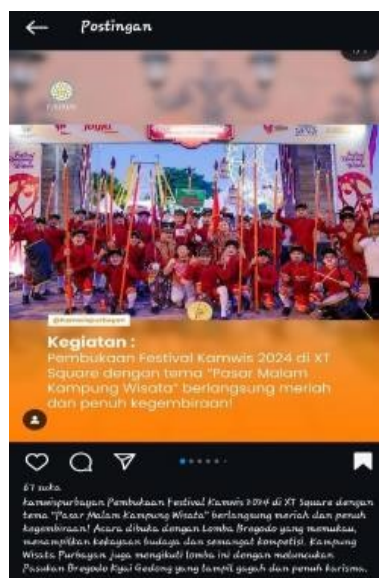 Postingan
@kamwispurbayan
Kegiatan :
Pembukaan Festival Kamwis 2024 di XT
Square dengan tema "Pasar Malam
Kampung Wisata" berlangsung meriah
dan penuh kegembiraan!
67 suka
kamwispurbayan Pembukaan Festival Kamwis 2024 di XT Square dengan
tema "Pasar Malam Kampung Wisata" berlangsung meriah dan penuh
kegembiraan! Acara dibuka dengan Lomba Bregodo yang memukau,
menampilkan kekayaan budaya dan semangat kompetisi. Kampung
Wisata Purbayan juga mengikuti lomba ini dengan meluncurkan
Pasukan Bregodo Kyai Gedong yang tampil gagah dan penuh karisma.